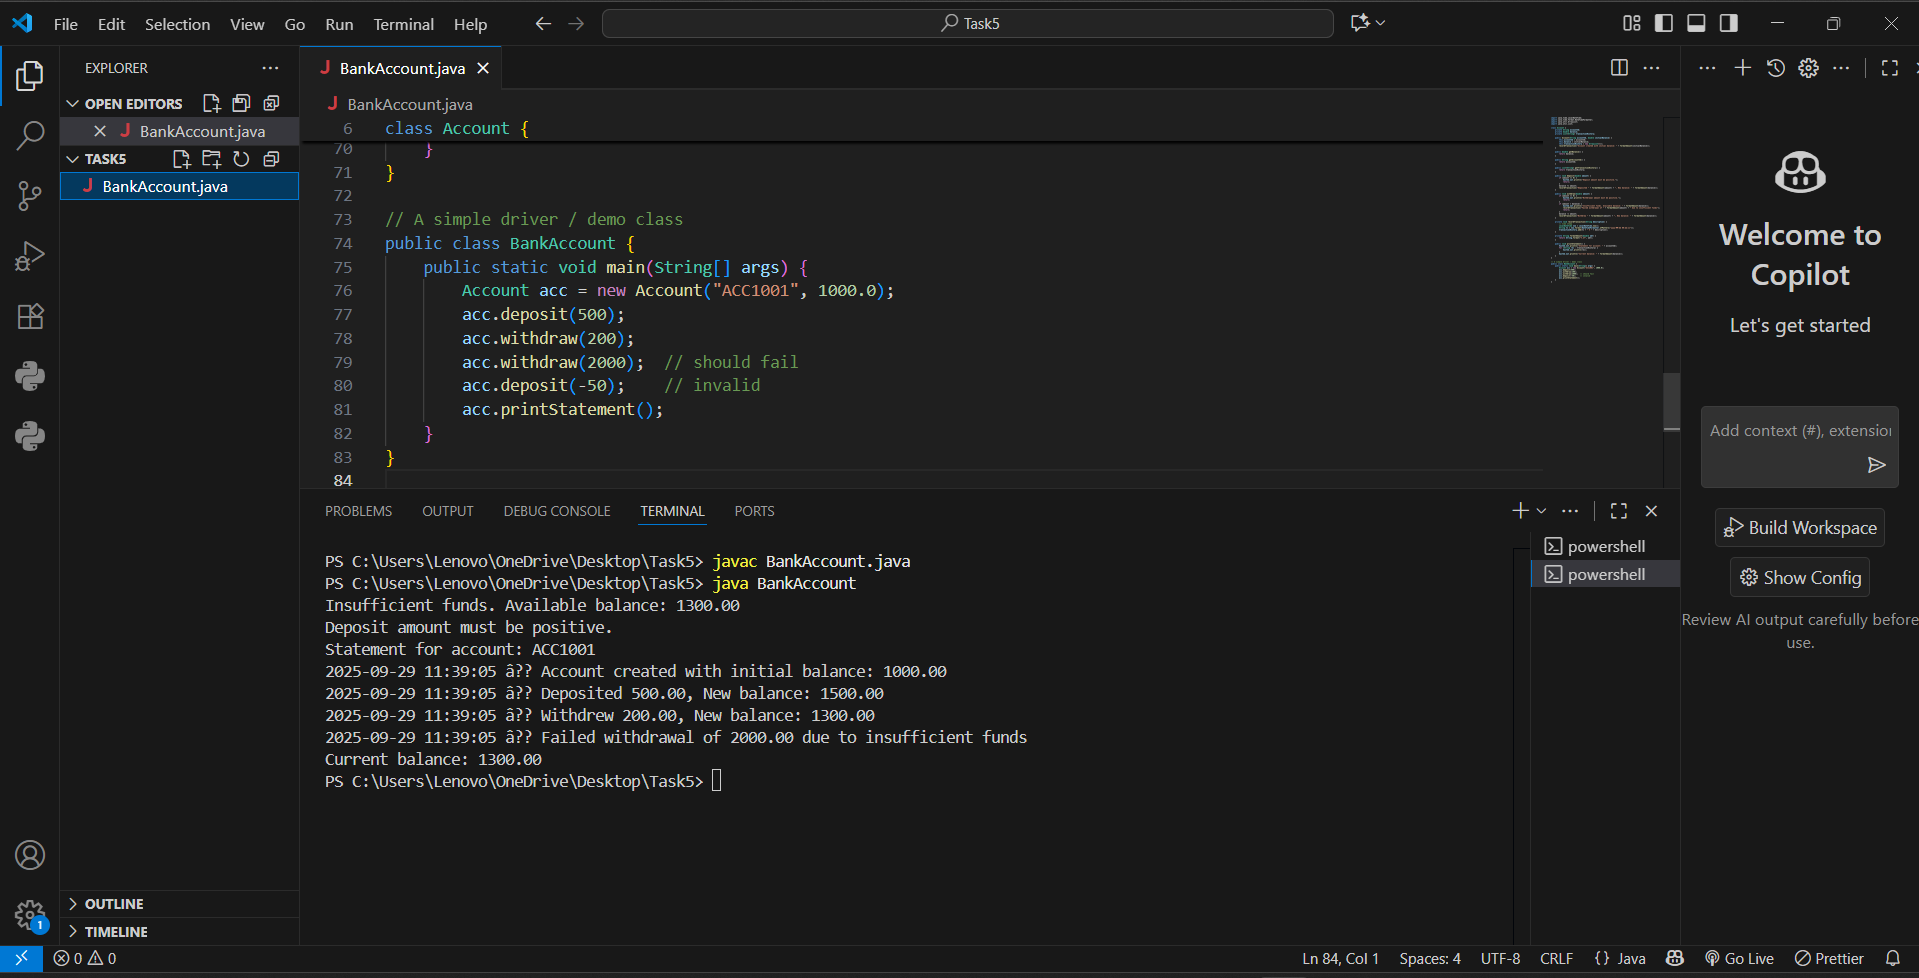 File Edit Selection View Go Run Terminal Help
Task5
EXPLORER
OPEN EDITORS
BankAccount.java
TASK5
BankAccount.java
OUTLINE
TIMELINE
BankAccount.java
BankAccount.java
6 class Account {
70 }
71 }
72
73 // A simple driver / demo class
74 public class BankAccount {
75 public static void main(String[] args) {
76 Account acc = new Account("ACC1001", 1000.0);
77 acc.deposit(500);
78 acc.withdraw(200);
79 acc.withdraw(2000); // should fail
80 acc.deposit(-50); // invalid
81 acc.printStatement();
82 }
83 }
84
PROBLEMS OUTPUT DEBUG CONSOLE TERMINAL PORTS
PS C:\Users\Lenovo\OneDrive\Desktop\Task5> javac BankAccount.java
PS C:\Users\Lenovo\OneDrive\Desktop\Task5> java BankAccount
Insufficient funds. Available balance: 1300.00
Deposit amount must be positive.
Statement for account: ACC1001
2025-09-29 11:39:05 â?? Account created with initial balance: 1000.00
2025-09-29 11:39:05 â?? Deposited 500.00, New balance: 1500.00
2025-09-29 11:39:05 â?? Withdrew 200.00, New balance: 1300.00
2025-09-29 11:39:05 â?? Failed withdrawal of 2000.00 due to insufficient funds
Current balance: 1300.00
PS C:\Users\Lenovo\OneDrive\Desktop\Task5>
powershell
powershell
Welcome to
Copilot
Let's get started
Add context (#), extension
Build Workspace
Show Config
Review AI output carefully before
use.
1
0 0
Ln 84, Col 1 Spaces: 4 UTF-8 CRLF {} Java Go Live Prettier